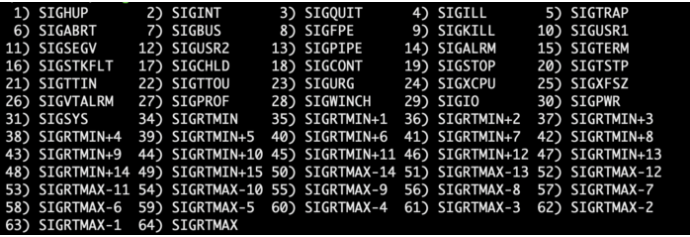 1) SIGHUP 2) SIGINT 3) SIGQUIT 4) SIGILL 5) SIGTRAP
6) SIGABRT 7) SIGBUS 8) SIGFPE 9) SIGKILL 10) SIGUSR1
11) SIGSEGV 12) SIGUSR2 13) SIGPIPE 14) SIGALRM 15) SIGTERM
16) SIGSTKFLT 17) SIGCHLD 18) SIGCONT 19) SIGSTOP 20) SIGTSTP
21) SIGTTIN 22) SIGTTOU 23) SIGURG 24) SIGXCPU 25) SIGXFSZ
26) SIGVTALRM 27) SIGPROF 28) SIGWINCH 29) SIGIO 30) SIGPWR
31) SIGSYS 34) SIGRTMIN 35) SIGRTMIN+1 36) SIGRTMIN+2 37) SIGRTMIN+3
38) SIGRTMIN+4 39) SIGRTMIN+5 40) SIGRTMIN+6 41) SIGRTMIN+7 42) SIGRTMIN+8
43) SIGRTMIN+9 44) SIGRTMIN+10 45) SIGRTMIN+11 46) SIGRTMIN+12 47) SIGRTMIN+13
48) SIGRTMIN+14 49) SIGRTMIN+15 50) SIGRTMAX-14 51) SIGRTMAX-13 52) SIGRTMAX-12
53) SIGRTMAX-11 54) SIGRTMAX-10 55) SIGRTMAX-9 56) SIGRTMAX-8 57) SIGRTMAX-7
58) SIGRTMAX-6 59) SIGRTMAX-5 60) SIGRTMAX-4 61) SIGRTMAX-3 62) SIGRTMAX-2
63) SIGRTMAX-1 64) SIGRTMAX